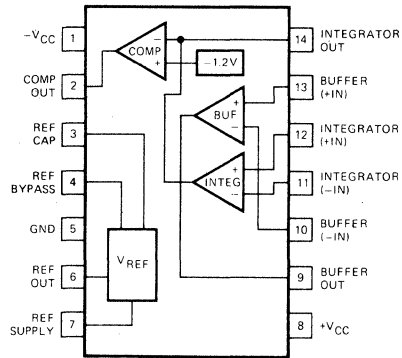 -VCC
1
COMP
OUT
2
REF
CAP
3
REF
BYPASS
4
GND
5
REF
OUT
6
REF
SUPPLY
7
COMP
−
+
−1.2V
BUF
+
−
INTEG
+
−
VREF
14
INTEGRATOR
OUT
13
BUFFER
(+IN)
12
INTEGRATOR
(+IN)
11
INTEGRATOR
(−IN)
10
BUFFER
(−IN)
9
BUFFER
OUT
8
+VCC